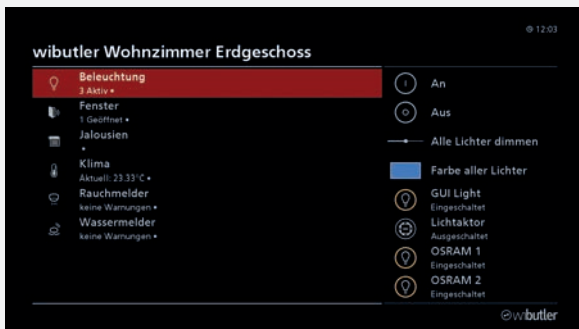 12:03
wibutler Wohnzimmer Erdgeschoss
Beleuchtung
3 Aktiv •
Fenster
1 Geöffnet •
Jalousien
•
Klima
Aktuell: 23.33°C •
Rauchmelder
keine Warnungen •
Wassermelder
keine Warnungen •
An
Aus
Alle Lichter dimmen
Farbe aller Lichter
GUI Light
Eingeschaltet
Lichtaktor
Ausgeschaltet
OSRAM 1
Eingeschaltet
OSRAM 2
Eingeschaltet
wibutler